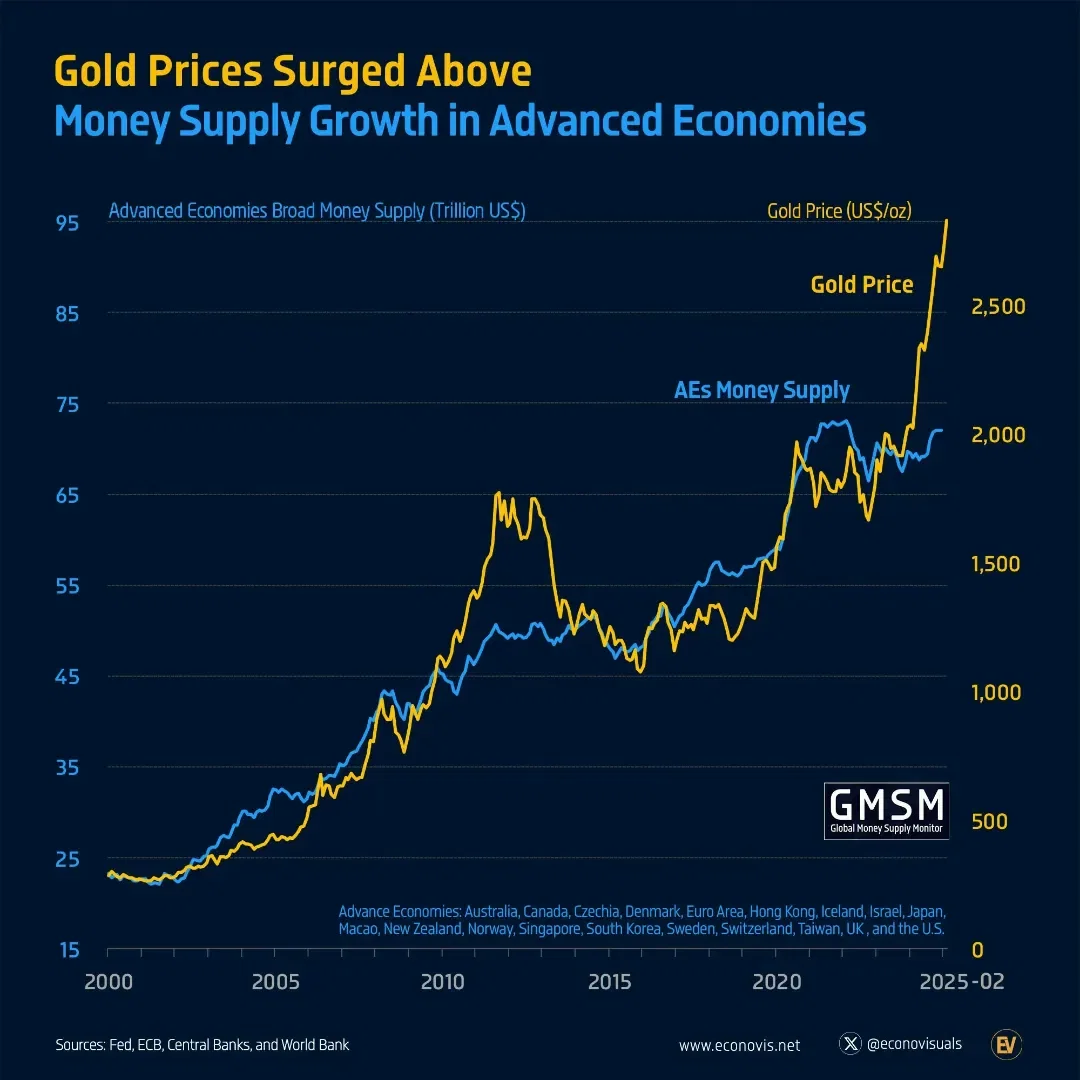 Gold Prices Surged Above
Money Supply Growth in Advanced Economies
Advanced Economies Broad Money Supply (Trillion US$)
Gold Price (US$/oz)
95
85
75
65
55
45
35
25
15
Gold Price
AEs Money Supply
2,500
2,000
1,500
1,000
500
0
GMSM
Global Money Supply Monitor
Advance Economies: Australia, Canada, Czechia, Denmark, Euro Area, Hong Kong, Iceland, Israel, Japan,
Macao, New Zealand, Norway, Singapore, South Korea, Sweden, Switzerland, Taiwan, UK , and the U.S.
2000
2005
2010
2015
2020
2025-02
Sources: Fed, ECB, Central Banks, and World Bank
www.econovis.net
X @econovisuals
EV